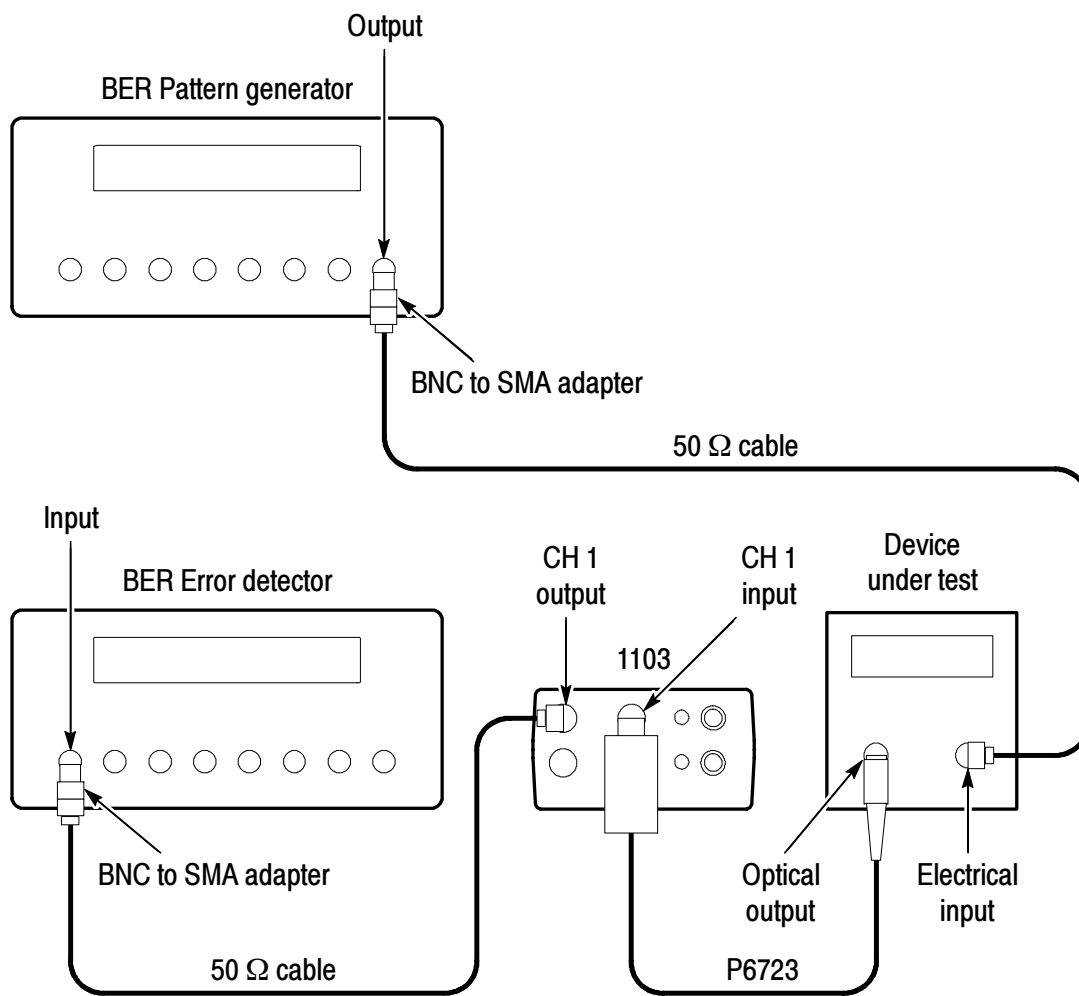 Output
BER Pattern generator
BNC to SMA adapter
50 Ω cable
Input
BER Error detector
CH 1
output
CH 1
input
Device
under test
1103
BNC to SMA adapter
Optical
output
Electrical
input
50 Ω cable
P6723